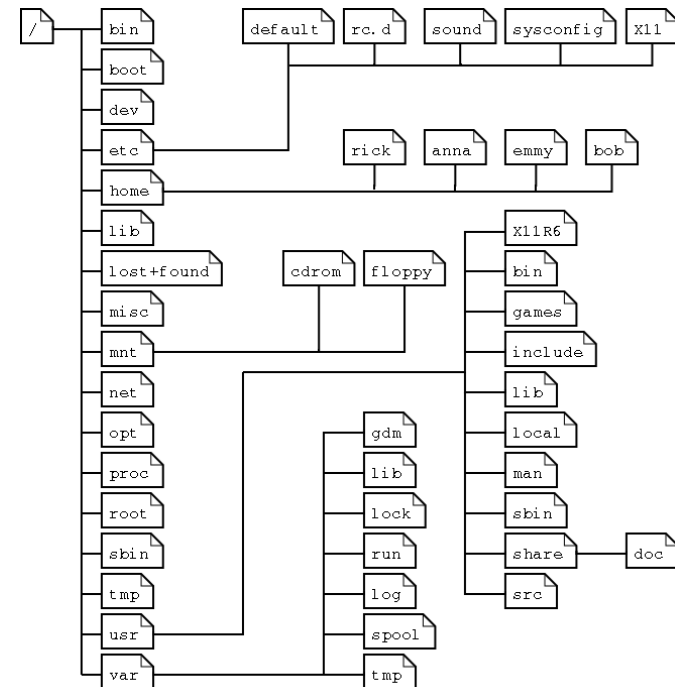 /
bin
default
rc.d
sound
sysconfig
X11
boot
dev
etc
rick
anna
emmy
bob
home
lib
X11R6
lost+found
cdrom
floppy
bin
misc
games
mnt
include
net
lib
opt
gdm
local
proc
lib
man
root
lock
sbin
sbin
run
share
doc
tmp
log
src
usr
spool
var
tmp